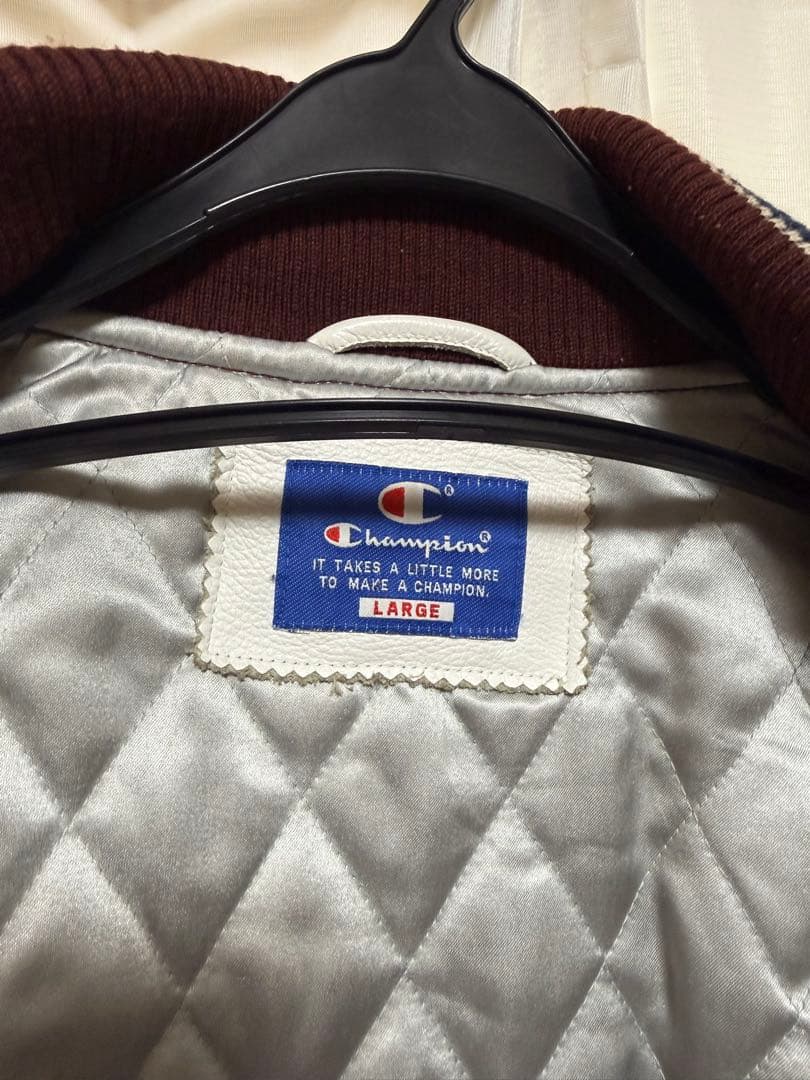 ®
Champion®
IT TAKES A LITTLE MORE
TO MAKE A CHAMPION.
LARGE